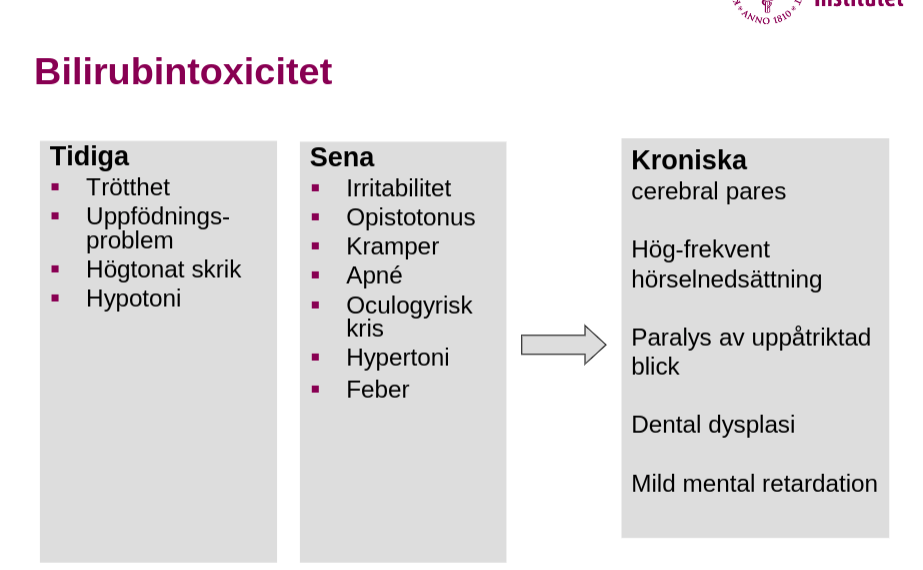 ANNO 1810
Institutet
Bilirubintoxicitet
Tidiga
Trötthet
Uppfödnings-
problem
Högtonat skrik
Hypotoni
Sena
Irritabilitet
Opistotonus
Kramper
Apné
Oculogyrisk
kris
Hypertoni
Feber
Kroniska
cerebral pares
Hög-frekvent
hörselnedsättning
Paralys av uppåtriktad
blick
Dental dysplasi
Mild mental retardation